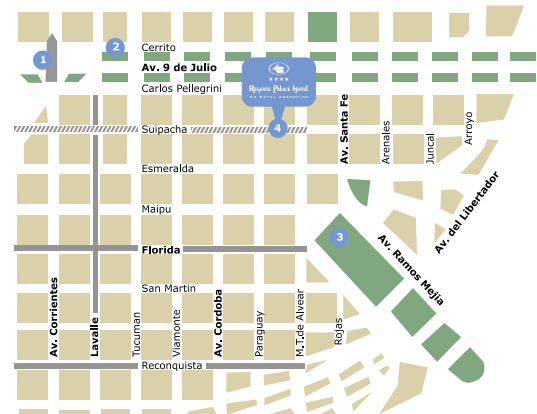 1
2
Cerrito
Av. 9 de Julio
Carlos Pellegrini
Suipacha
4
Esmeralda
Maipu
Florida
San Martin
Reconquista
Av. Corrientes
Lavalle
Tucuman
Viamonte
Av. Cordoba
Paraguay
M.T.de Alvear
Rojas
Av. Santa Fe
Arenales
Juncal
Arroyo
Av. del Libertador
Av. Ramos Mejia
3